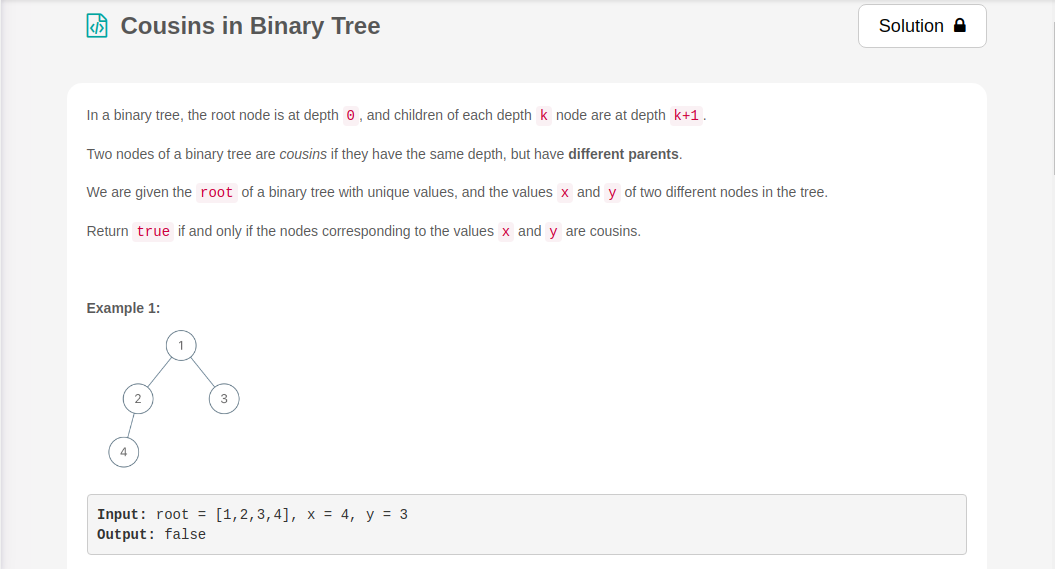 Cousins in Binary Tree
Solution
In a binary tree, the root node is at depth 0, and children of each depth k node are at depth k+1.
Two nodes of a binary tree are cousins if they have the same depth, but have different parents.
We are given the root of a binary tree with unique values, and the values x and y of two different nodes in the tree.
Return true if and only if the nodes corresponding to the values x and y are cousins.
Example 1:
1
2 3
4
Input: root = [1,2,3,4], x = 4, y = 3
Output: false